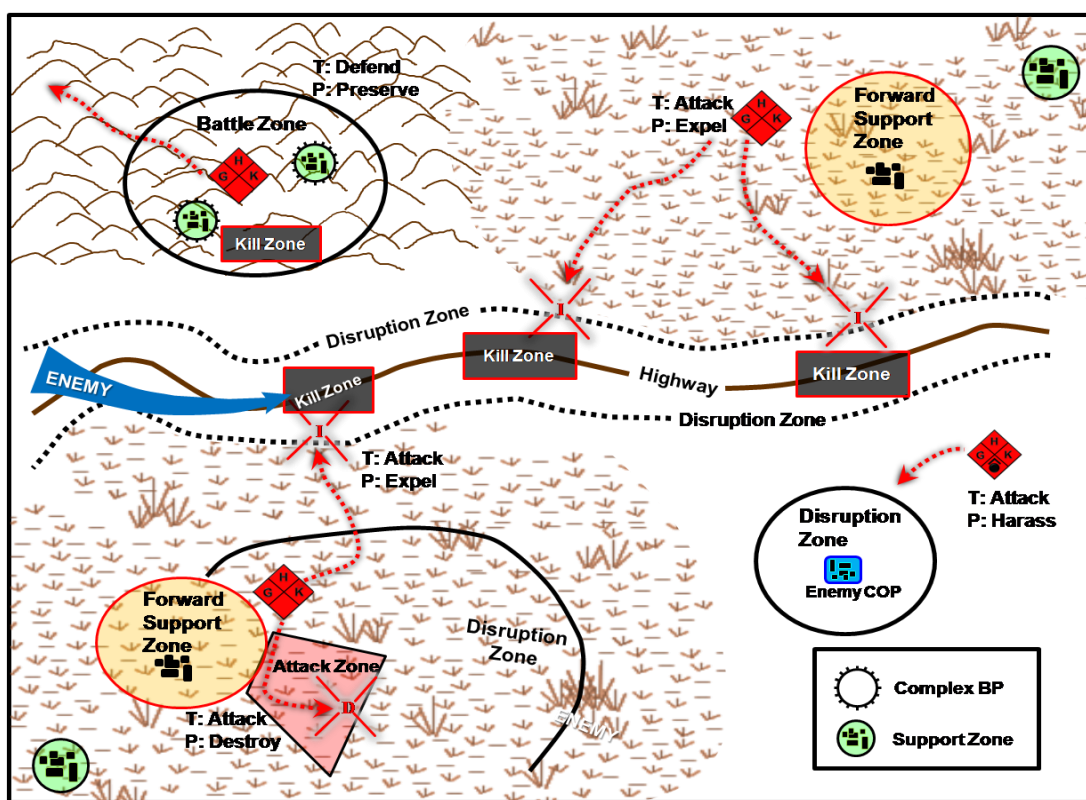 T: Defend
P: Preserve
Battle Zone
H
G K
Kill Zone
T: Attack
P: Expel
H
G K
Forward
Support
Zone
Disruption Zone
I
I
Kill Zone
Kill Zone
Highway
ENEMY
Kill Zone
Disruption Zone
I
T: Attack
P: Expel
H
G K
T: Attack
P: Harass
Disruption
Zone
Enemy COP
H
G K
Forward
Support
Zone
Disruption
Zone
Attack Zone
D
T: Attack
P: Destroy
ENEMY
Complex BP
Support Zone